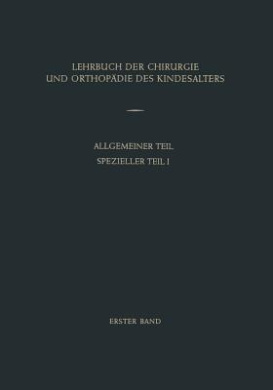 LEHRBUCH DER CHIRURGIE
UND ORTHOPÄDIE DES KINDESALTERS
ALLGEMEINER TEIL
SPEZIELLER TEIL I
ERSTER BAND